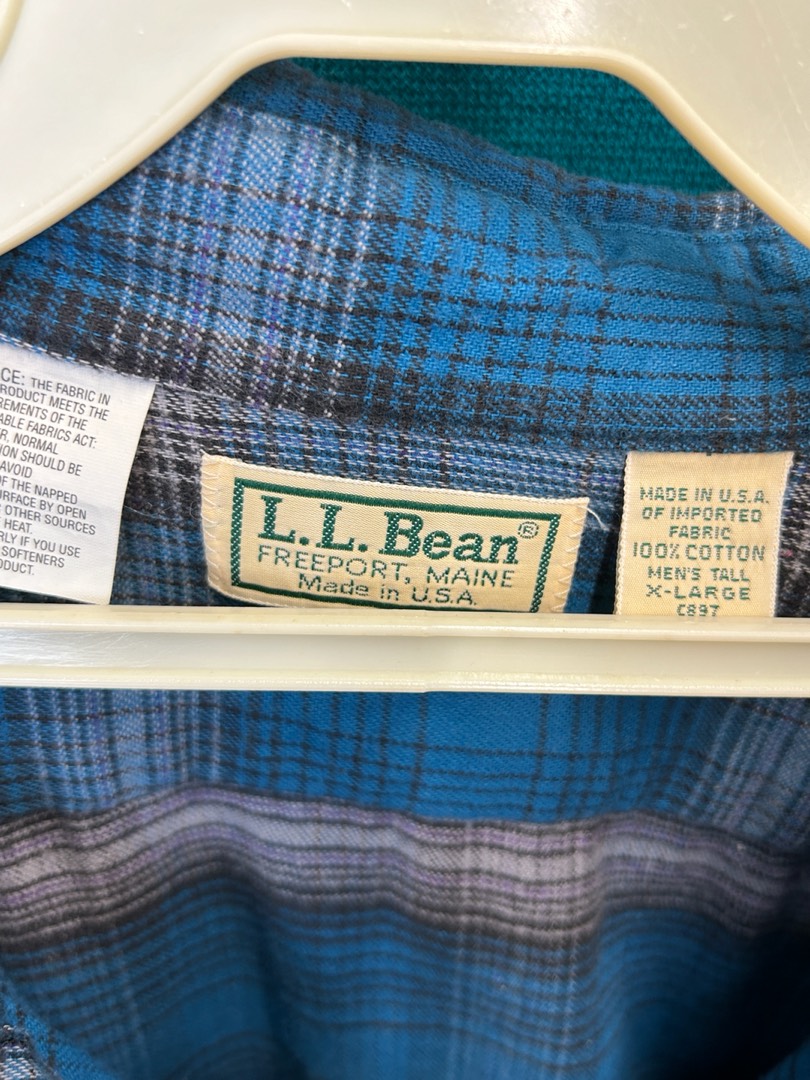 CE: THE FABRIC IN
RODUCT MEETS THE
REMENTS OF THE
ABLE FABRICS ACT:
R. NORMAL
ION SHOULD BE
AVOID
OF THE NAPPED
URFACE BY OPEN
OTHER SOURCES
HEAT.
RLY IF YOU USE
SOFTENERS
ODUCT.
L.L. Bean®
FREEPORT, MAINE
Made in U.S.A.
MADE IN U.S.A.
OF IMPORTED
FABRIC
100% COTTON
MEN'S TALL
X-LARGE
C897